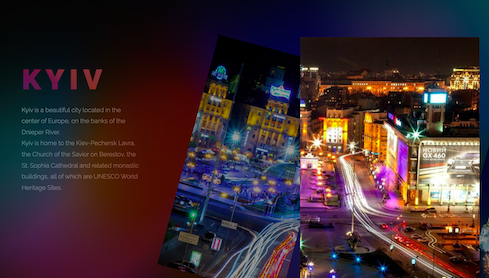 KYIV
Kyiv is a beautiful city located in the
center of Europe, on the banks of the
Dnieper River.
Kyiv is home to the Kiev-Pechersk Lavra,
the Church of the Savior on Berestov, the
St. Sophia Cathedral and related monastic
buildings, all of which are UNESCO World
Heritage Sites.
НОВИЙ
GX 460